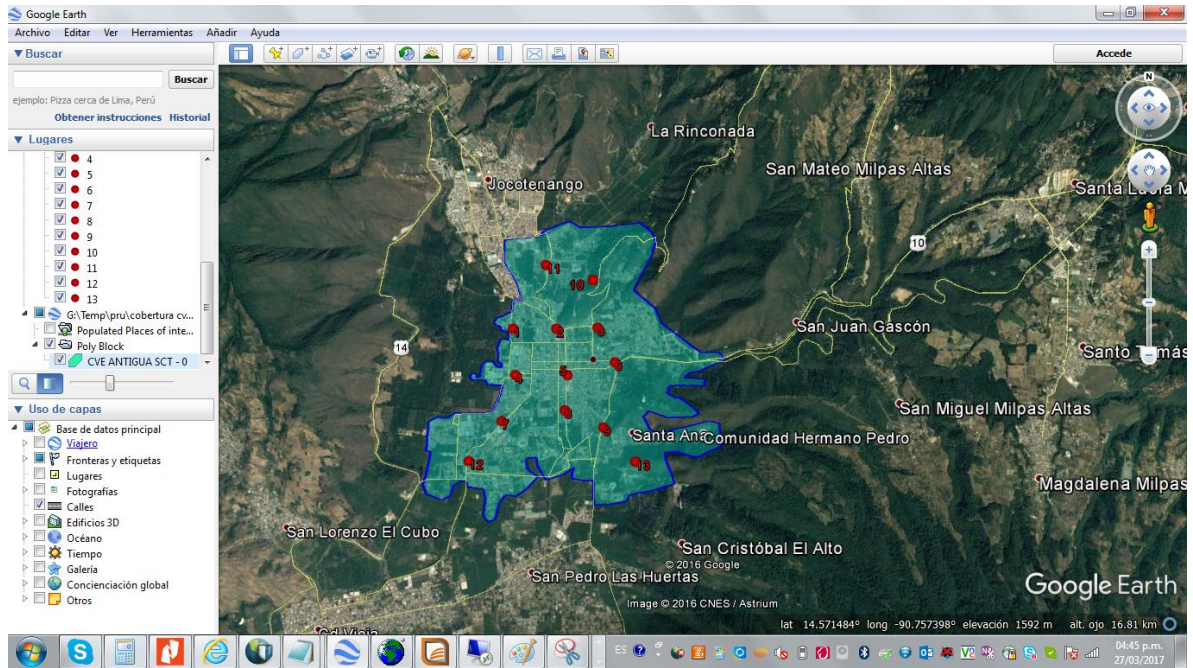 Google Earth
Archivo Editar Ver Herramientas Añadir Ayuda
Buscar
Buscar
ejemplo: Pizza cerca de Lima, Perú
Obtener instrucciones Historial
Lugares
4
5
6
7
8
9
10
11
12
13
G:\Temp\pru\cobertura cv...
Populated Places of inte...
Poly Block
CVE ANTIGUA SCT - 0
Uso de capas
Base de datos principal
Viajero
Fronteras y etiquetas
Lugares
Fotografías
Calles
Edificios 3D
Océano
Tiempo
Galería
Concienciación global
Otros
Accede
N
La Rinconada
San Mateo Milpas Altas
Jocotenango
Santa Lucía M
10
11
10
1
2
3
San Juan Gascón
14
Santo Tomás
6
5
4
San Miguel Milpas Altas
8
7
9
Santa Ana
Comunidad Hermano Pedro
12
13
Magdalena Milpas
San Lorenzo El Cubo
San Cristóbal El Alto
© 2016 Google
San Pedro Las Huertas
Google Earth
Image © 2016 CNES / Astrium
lat 14.571484° long -90.757398° elevación 1592 m alt. ojo 16.81 km
Cd Vieja
ES
04:45 p.m.
27/03/2017